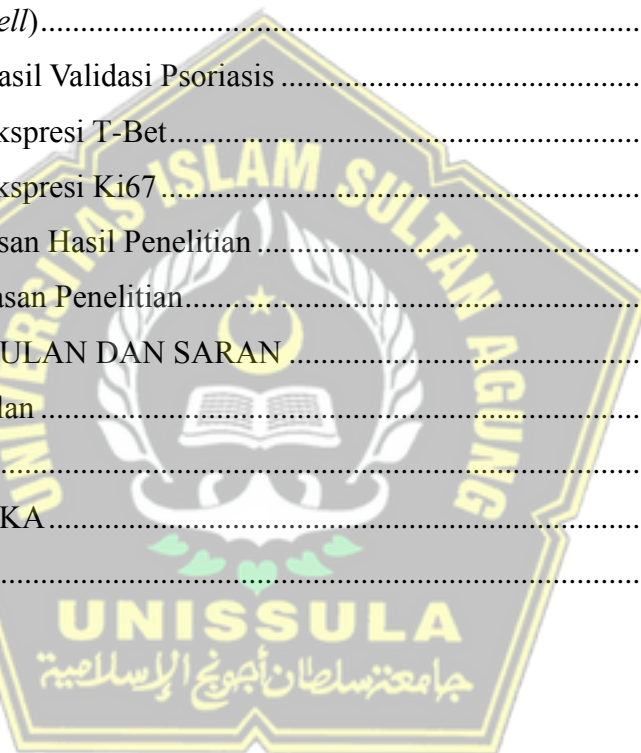 ell)
asil Validasi Psoriasis
kspresi T-Bet
kspresi Ki67
san Hasil Penelitian
asan Penelitian
ULAN DAN SARAN
lan
KA
UNIVERSITAS ISLAM SULTAN AGUNG
UNISSULA
جامعة سلطان أجونج الإسلامية